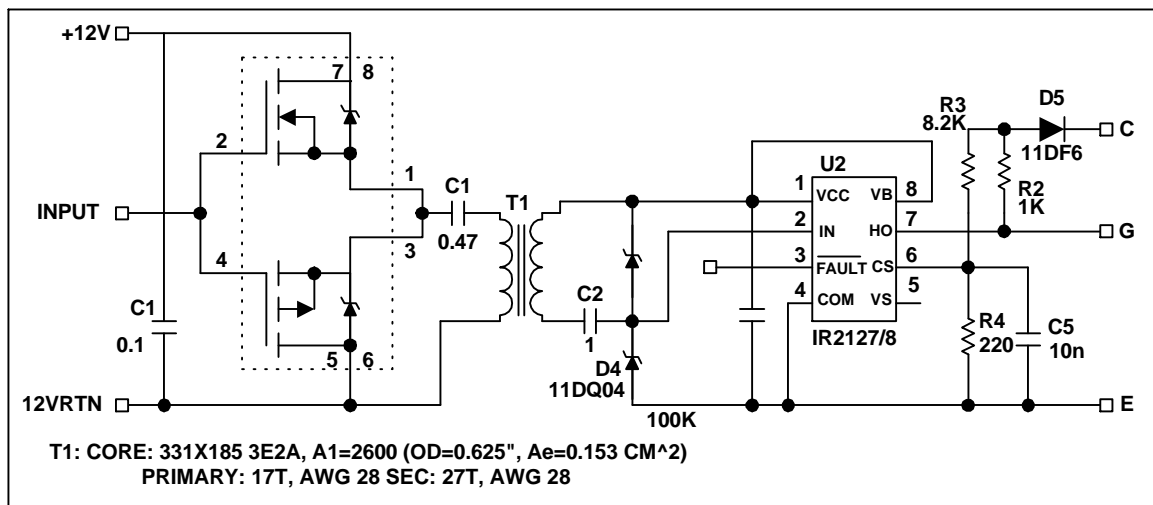 +12V
7 8
2
1
INPUT
4
3
C1
0.47
T1
C1
0.1
5 6
12VRTN
C2
1
D4
11DQ04
100K
U2
1 VCC VB 8
2 IN HO 7
3 FAULT CS 6
4 COM VS 5
IR2127/8
R3
8.2K
D5
11DF6
C
R2
1K
G
R4
220
C5
10n
E
T1: CORE: 331X185 3E2A, A1=2600 (OD=0.625", Ae=0.153 CM^2)
PRIMARY: 17T, AWG 28 SEC: 27T, AWG 28